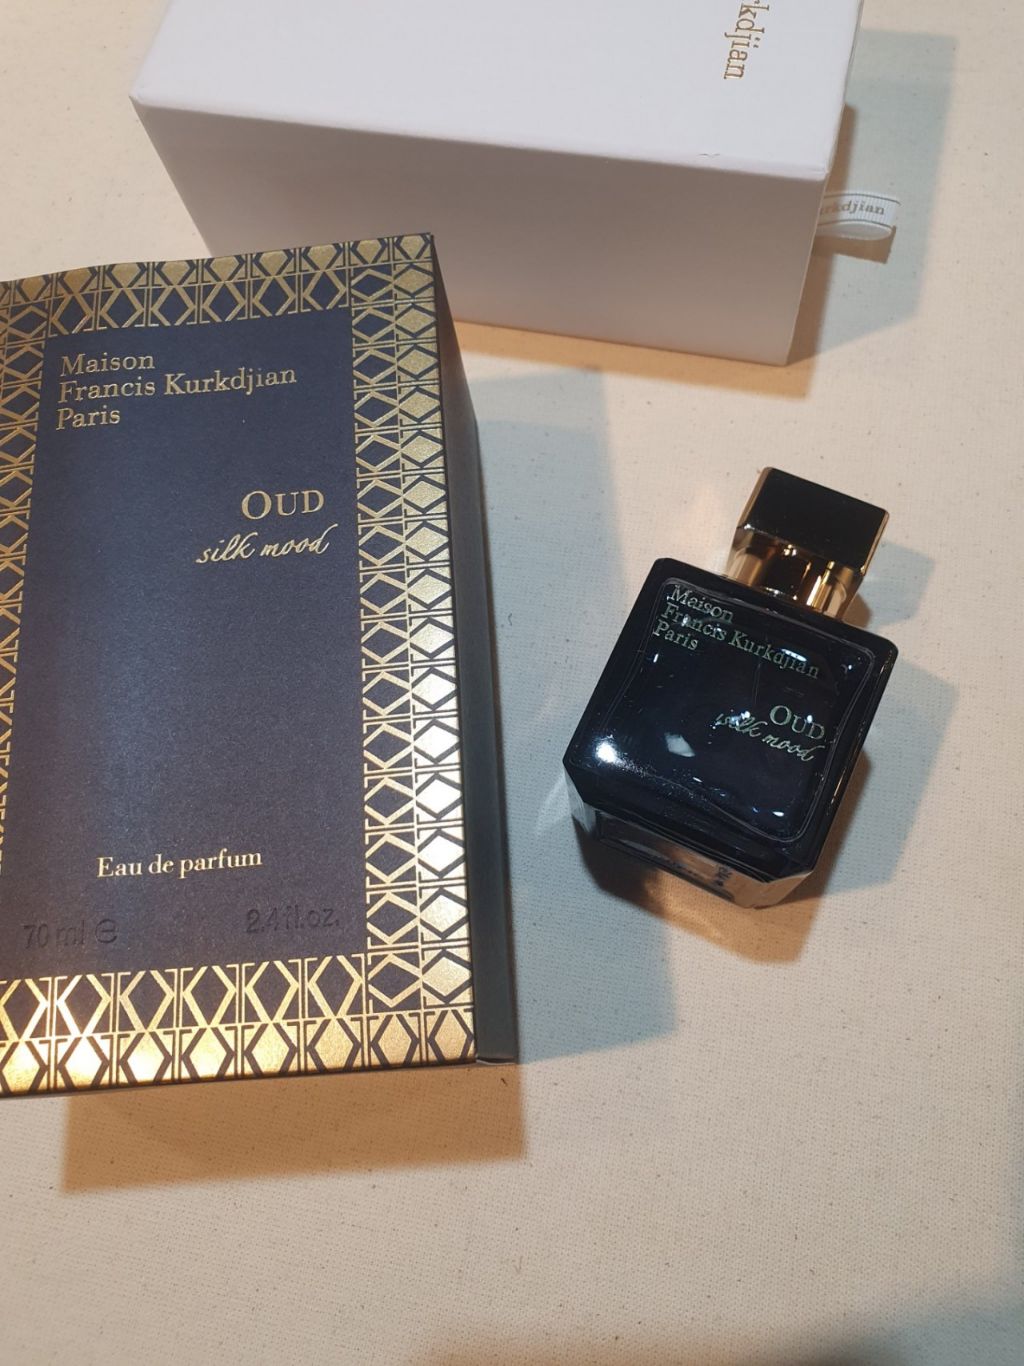 Kurkdjian
Maison
Francis Kurkdjian
Paris
OUD
silk mood
Eau de parfum
70 ml ℮ 2.4 fl.oz.
Maison
Francis Kurkdjian
Paris
OUD
silk mood